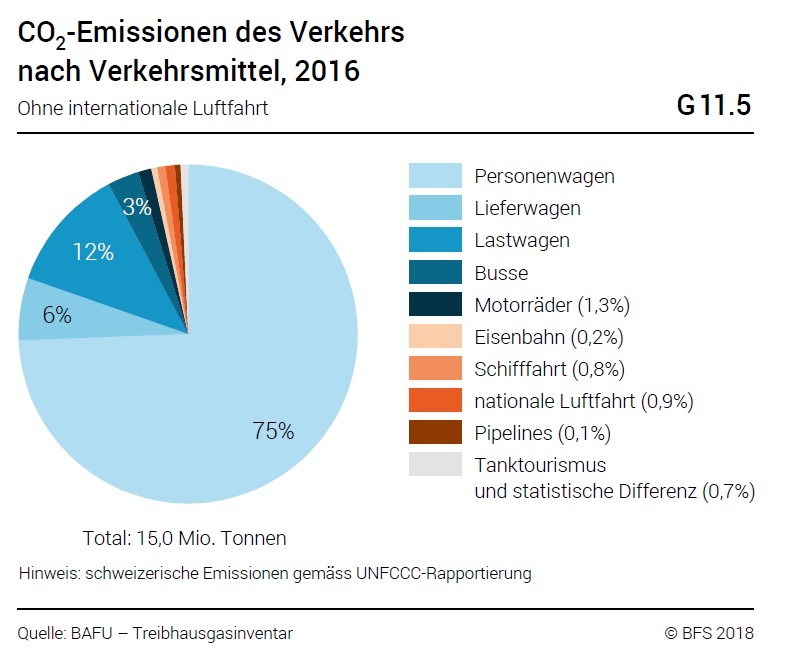 CO₂-Emissionen des Verkehrs
nach Verkehrsmittel, 2016
Ohne internationale Luftfahrt
G 11.5
Personenwagen
Lieferwagen
Lastwagen
Busse
Motorräder (1,3%)
Eisenbahn (0,2%)
Schifffahrt (0,8%)
nationale Luftfahrt (0,9%)
Pipelines (0,1%)
Tanktourismus
und statistische Differenz (0,7%)
3%
12%
6%
75%
Total: 15,0 Mio. Tonnen
Hinweis: schweizerische Emissionen gemäss UNFCCC-Rapportierung
Quelle: BAFU – Treibhausgasinventar
© BFS 2018